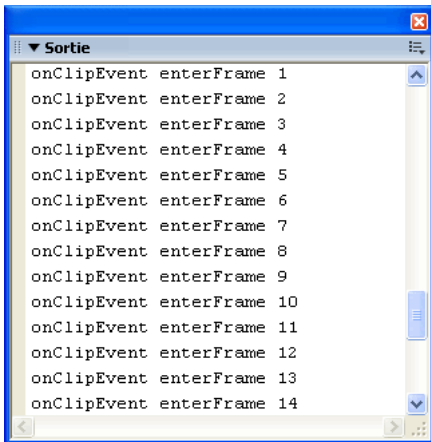 Sortie
onClipEvent enterFrame 1
onClipEvent enterFrame 2
onClipEvent enterFrame 3
onClipEvent enterFrame 4
onClipEvent enterFrame 5
onClipEvent enterFrame 6
onClipEvent enterFrame 7
onClipEvent enterFrame 8
onClipEvent enterFrame 9
onClipEvent enterFrame 10
onClipEvent enterFrame 11
onClipEvent enterFrame 12
onClipEvent enterFrame 13
onClipEvent enterFrame 14